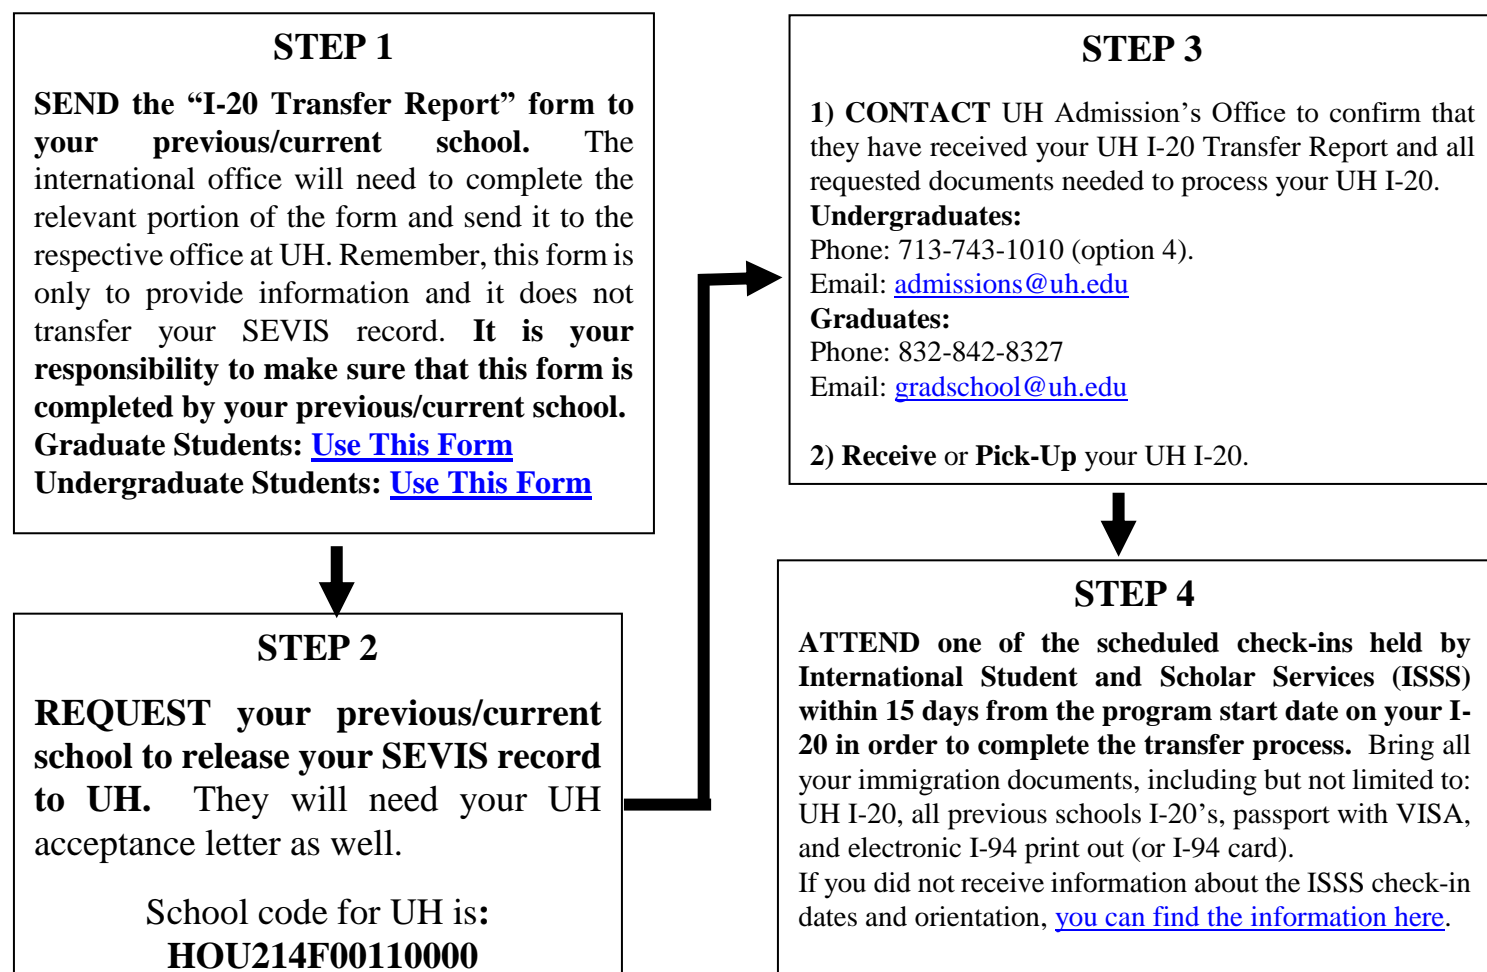 STEP 1
SEND the “I-20 Transfer Report” form to
your previous/current school. The
international office will need to complete the
relevant portion of the form and send it to the
respective office at UH. Remember, this form is
only to provide information and it does not
transfer your SEVIS record. It is your
responsibility to make sure that this form is
completed by your previous/current school.
Graduate Students: Use This Form
Undergraduate Students: Use This Form
STEP 2
REQUEST your previous/current
school to release your SEVIS record
to UH. They will need your UH
acceptance letter as well.
School code for UH is:
HOU214F00110000
STEP 3
1) CONTACT UH Admission’s Office to confirm that
they have received your UH I-20 Transfer Report and all
requested documents needed to process your UH I-20.
Undergraduates:
Phone: 713-743-1010 (option 4).
Email: admissions@uh.edu
Graduates:
Phone: 832-842-8327
Email: gradschool@uh.edu
2) Receive or Pick-Up your UH I-20.
STEP 4
ATTEND one of the scheduled check-ins held by
International Student and Scholar Services (ISSS)
within 15 days from the program start date on your I-
20 in order to complete the transfer process. Bring all
your immigration documents, including but not limited to:
UH I-20, all previous schools I-20’s, passport with VISA,
and electronic I-94 print out (or I-94 card).
If you did not receive information about the ISSS check-in
dates and orientation, you can find the information here.